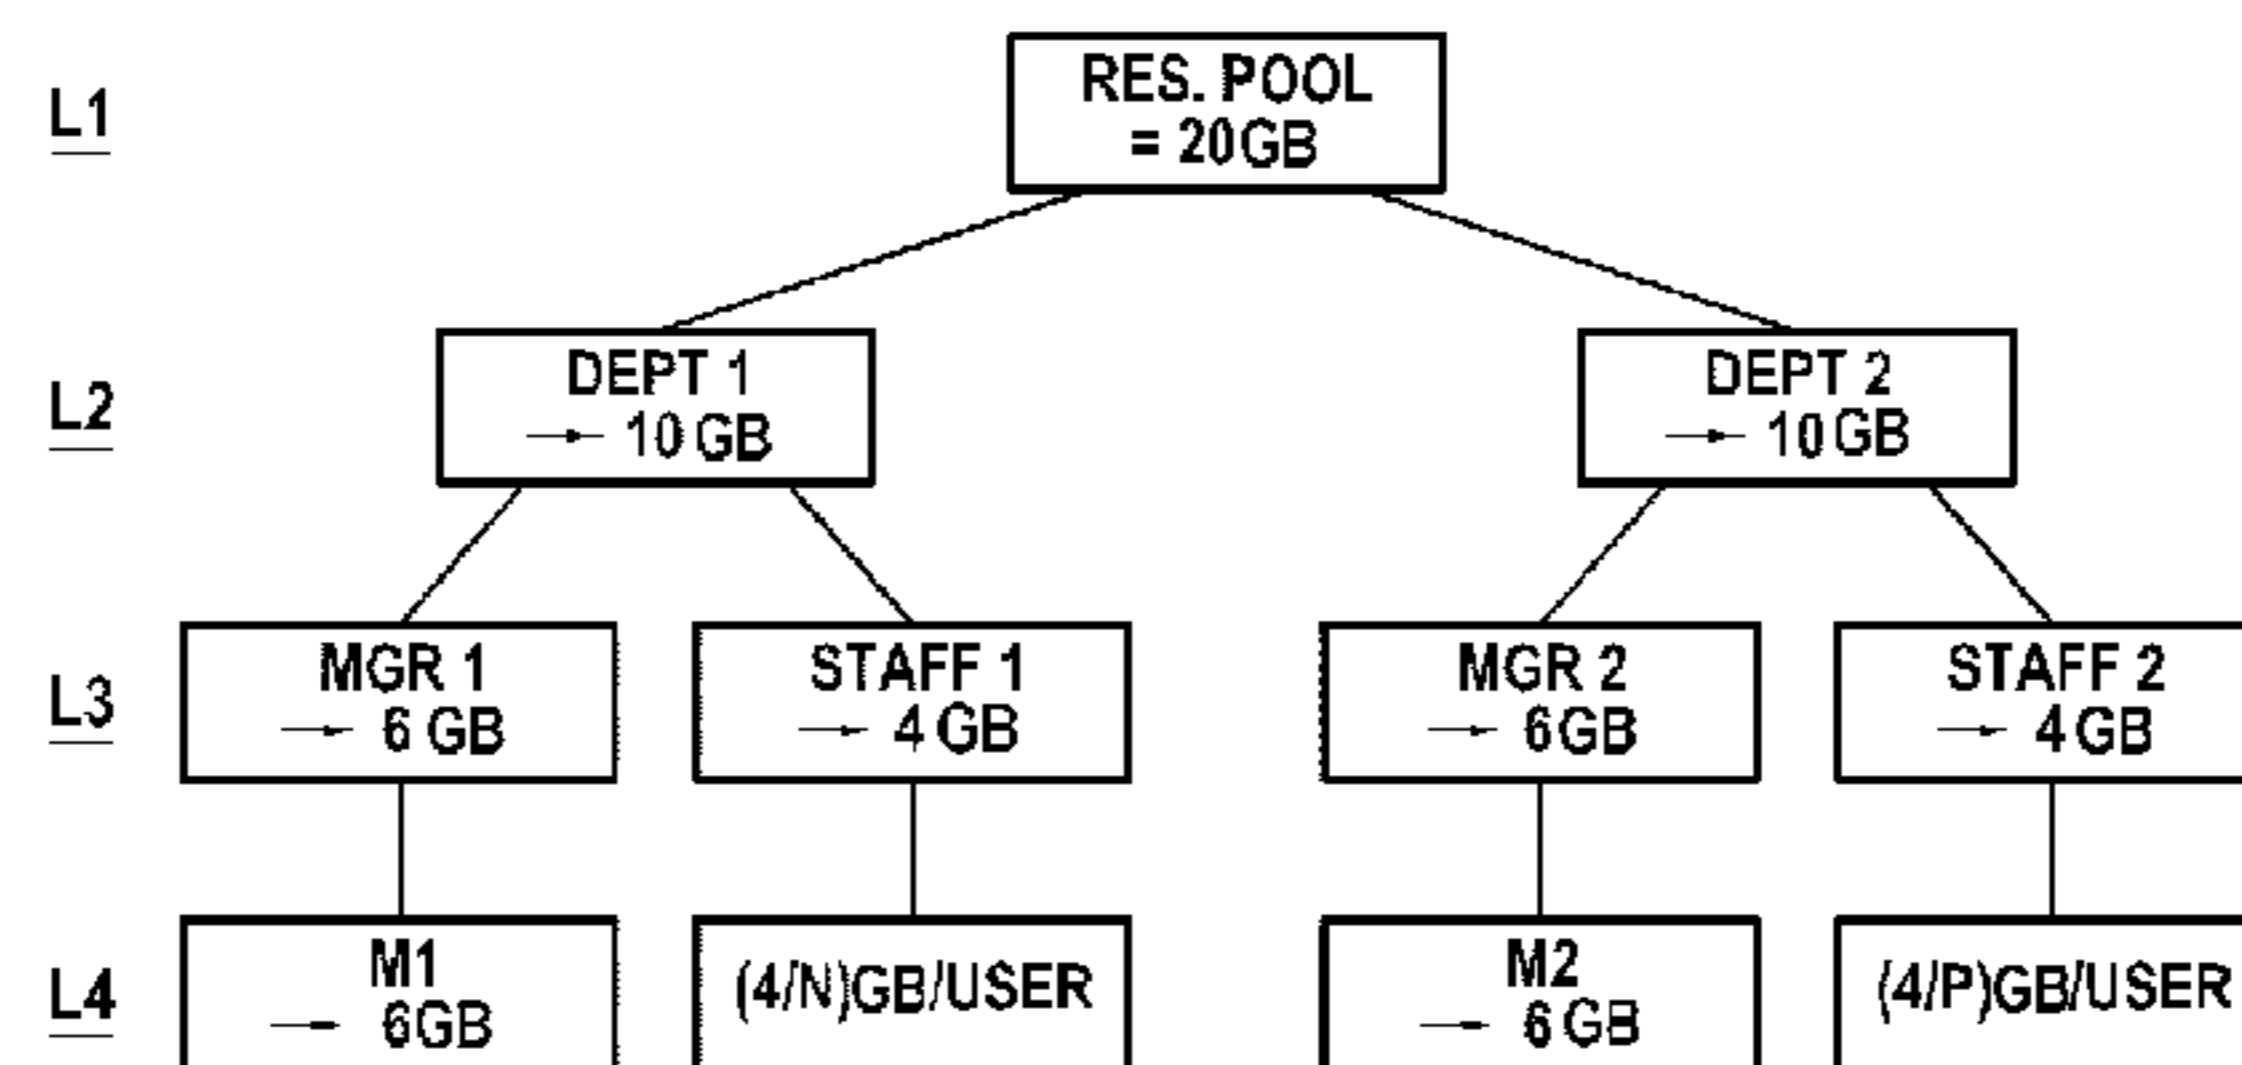 L1
RES. POOL
= 20GB
L2
DEPT 1
→ 10 GB
DEPT 2
→ 10 GB
L3
MGR 1
→ 6 GB
STAFF 1
→ 4 GB
MGR 2
→ 6GB
STAFF 2
→ 4 GB
L4
M1
→ 6GB
(4/N)GB/USER
M2
→ 6 GB
(4/P)GB/USER